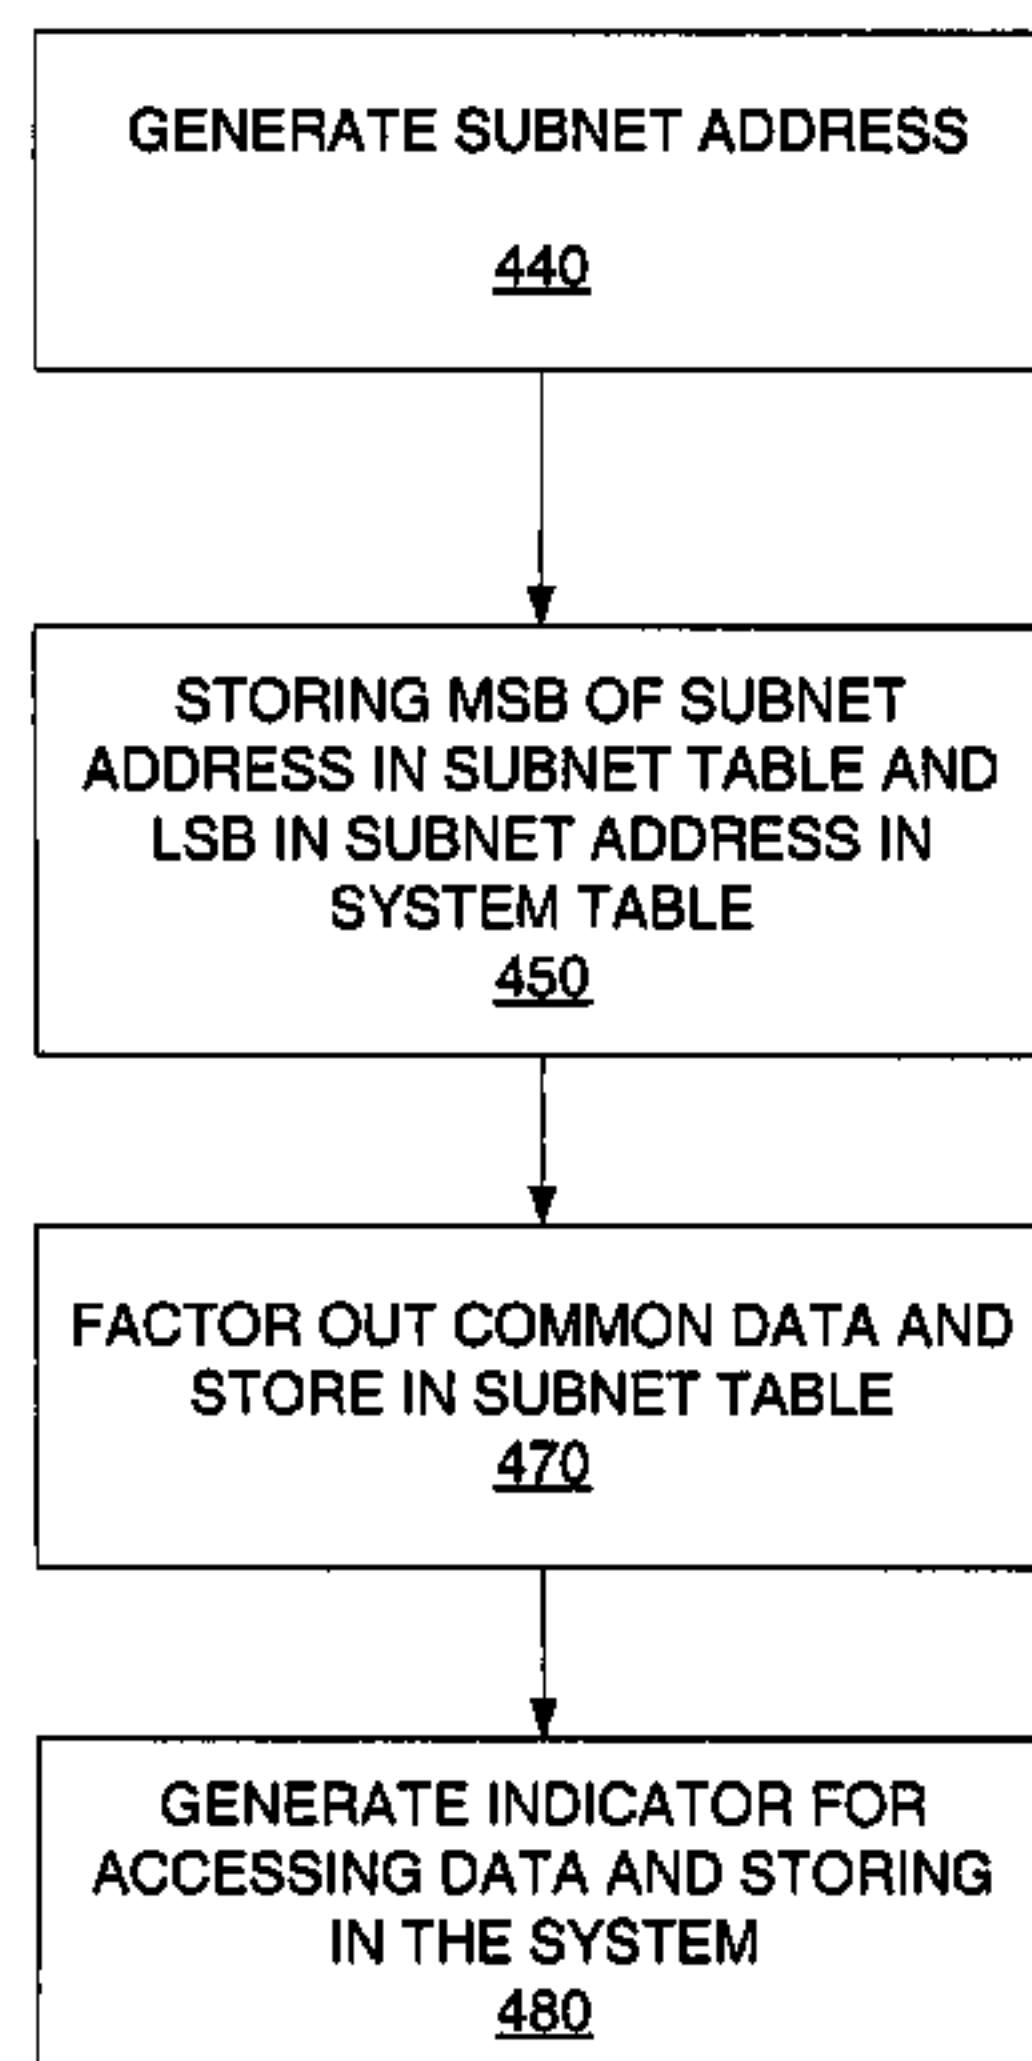 GENERATE SUBNET ADDRESS
440
STORING MSB OF SUBNET
ADDRESS IN SUBNET TABLE AND
LSB IN SUBNET ADDRESS IN
SYSTEM TABLE
450
FACTOR OUT COMMON DATA AND
STORE IN SUBNET TABLE
470
GENERATE INDICATOR FOR
ACCESSING DATA AND STORING
IN THE SYSTEM
480